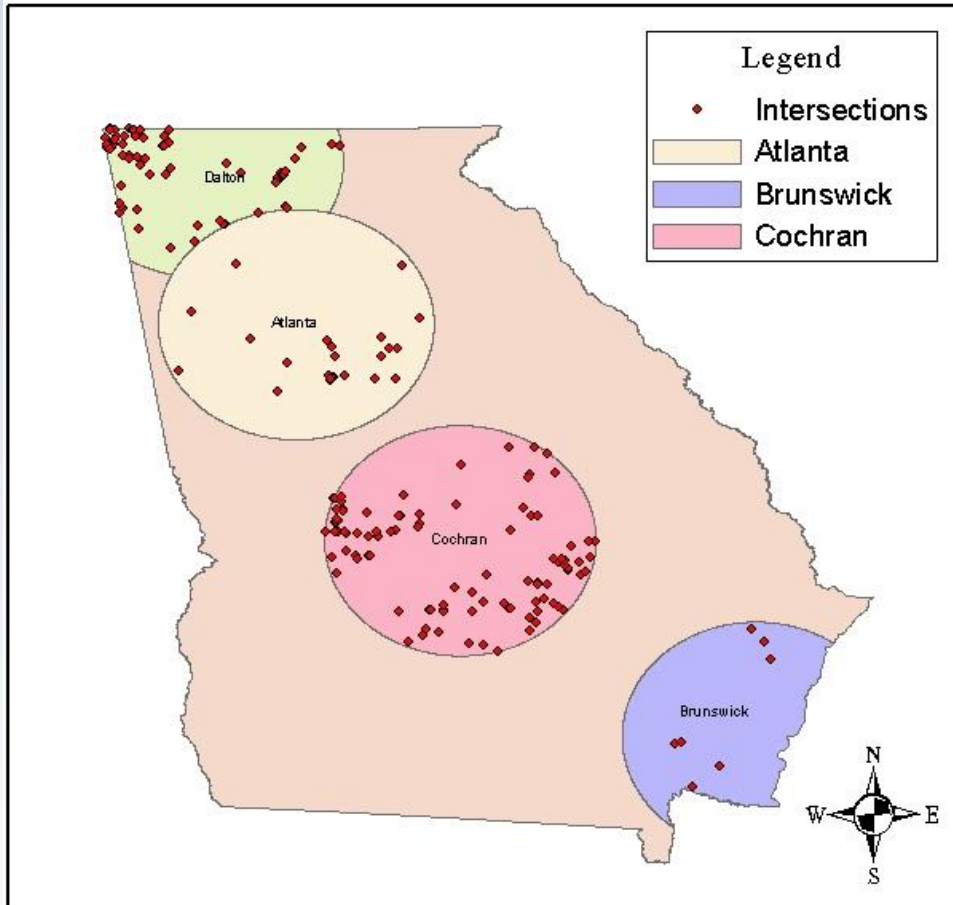 Legend
Intersections
Atlanta
Brunswick
Cochran
Dalton
Atlanta
Cochran
Brunswick
N
W E
S